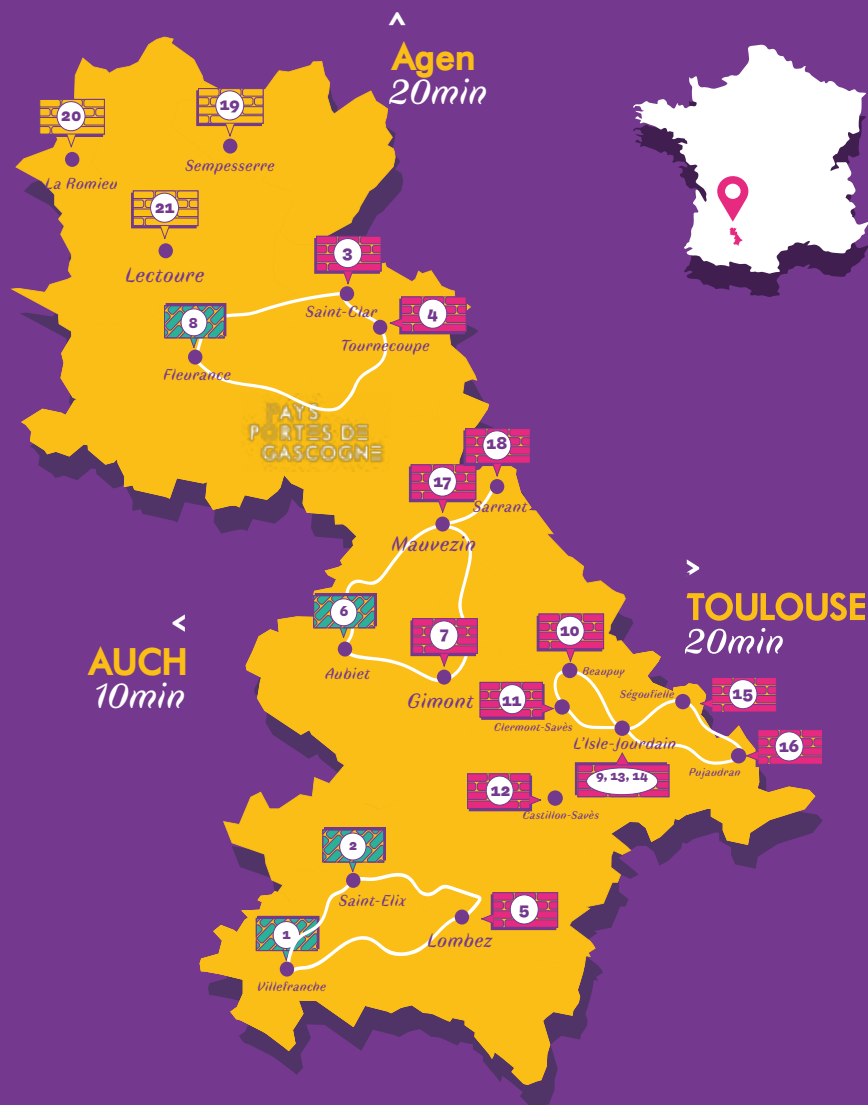 Agen
20min
20
19
La Romieu
Sempesserre
21
Lectoure
3
Saint-Clar
4
Tournecoupe
8
Fleurance
PAYS
PORTES DE
GASCOGNE
18
Sarrant
17
Mauvezin
6
Aubiet
7
Gimont
AUCH
10min
TOULOUSE
20min
10
Beaupuy
11
Clermont-Savès
Ségoufielle
15
L'Isle-Jourdain
9, 13, 14
16
Pujaudran
12
Castillon-Savès
2
Saint-Elix
5
Lombez
1
Villefranche